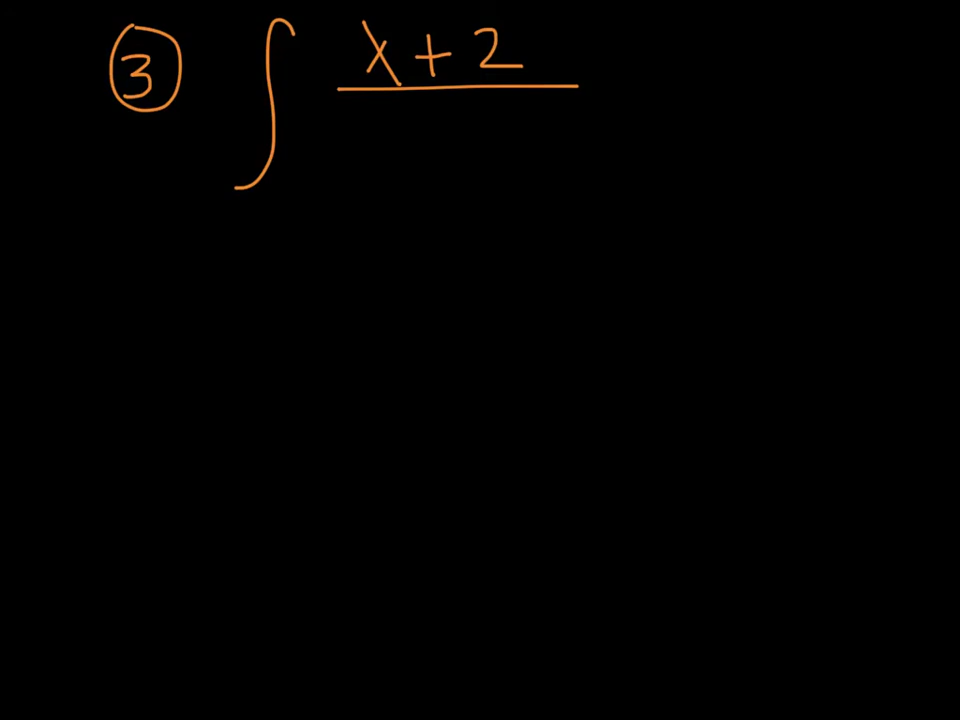 ③ ∫ x + 2